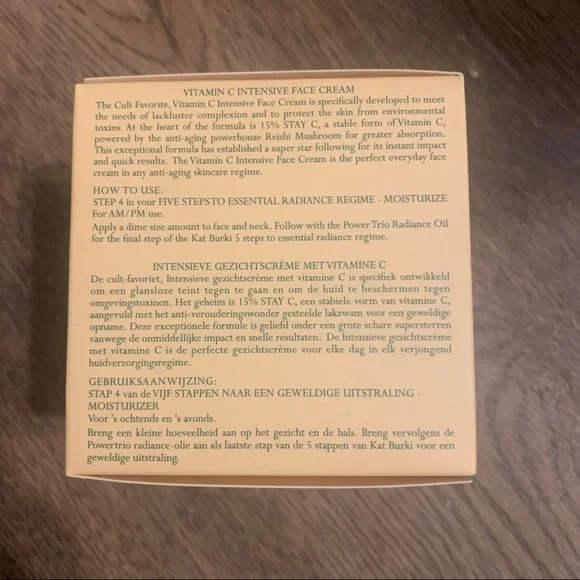 VITAMIN C INTENSIVE FACE CREAM
The Cult Favorite, Vitamin C Intensive Face Cream is specifically developed to meet
the needs of lackluster complexion and to protect the skin from environmental
toxins. At the heart of the formula is 15% STAY C, a stable form of Vitamin C,
powered by the anti-aging powerhouse Reishi Mushroom for greater absorption.
This exceptional formula has established a super star following for its instant impact
and quick results. The Vitamin C Intensive Face Cream is the perfect everyday face
cream in any anti-aging skincare regime.
HOW TO USE:
STEP 4 in your FIVE STEPS TO ESSENTIAL RADIANCE REGIME - MOISTURIZE
For AM/PM use.
Apply a dime size amount to face and neck. Follow with the Power Trio Radiance Oil
for the final step of the Kat Burki 5 steps to essential radiance regime.
INTENSIEVE GEZICHTSCRÈME MET VITAMINE C
De cult-favoriet, Intensieve gezichtscrème met vitamine C is specifiek ontwikkeld
om een glansloze teint tegen te gaan en om de huid te beschermen tegen
omgevingstoxinen. Het geheim is 15% STAY C, een stabiele vorm van vitamine C,
aangevuld met het anti-verouderingswonder gesteelde lakzwam voor een geweldige
opname. Deze exceptionele formule is geliefd onder een grote schare supersterren
vanwege de onmiddellijke impact en snelle resultaten. De Intensieve gezichtscrème
met vitamine C is de perfecte gezichtscrème voor elke dag in elk verjongend
huidverzorgingsregime.
GEBRUIKSAANWIJZING:
STAP 4 van de VIJF STAPPEN NAAR EEN GEWELDIGE UITSTRALING -
MOISTURIZER
Voor 's ochtends en 's avonds.
Breng een kleine hoeveelheid aan op het gezicht en de hals. Breng vervolgens de
Powertrio radiance-olie aan als laatste stap van de 5 stappen van Kat Burki voor een
geweldige uitstraling.